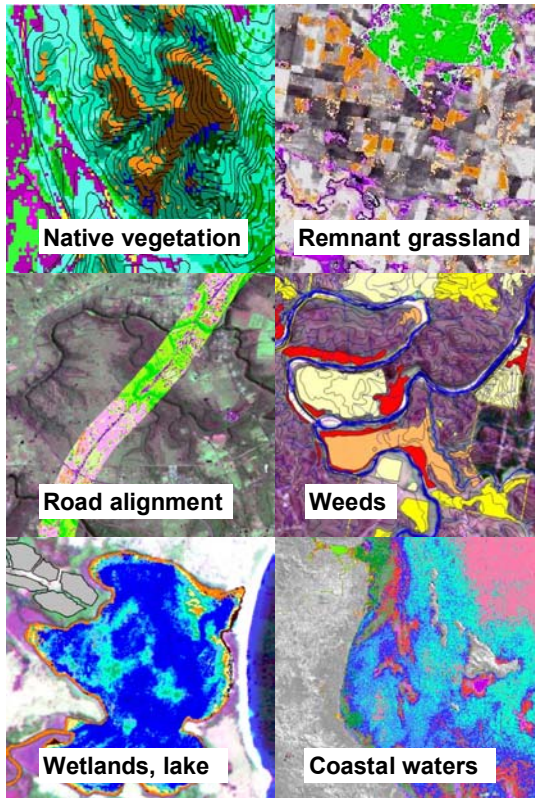 Native vegetation
Remnant grassland
Road alignment
Weeds
Wetlands, lake
Coastal waters